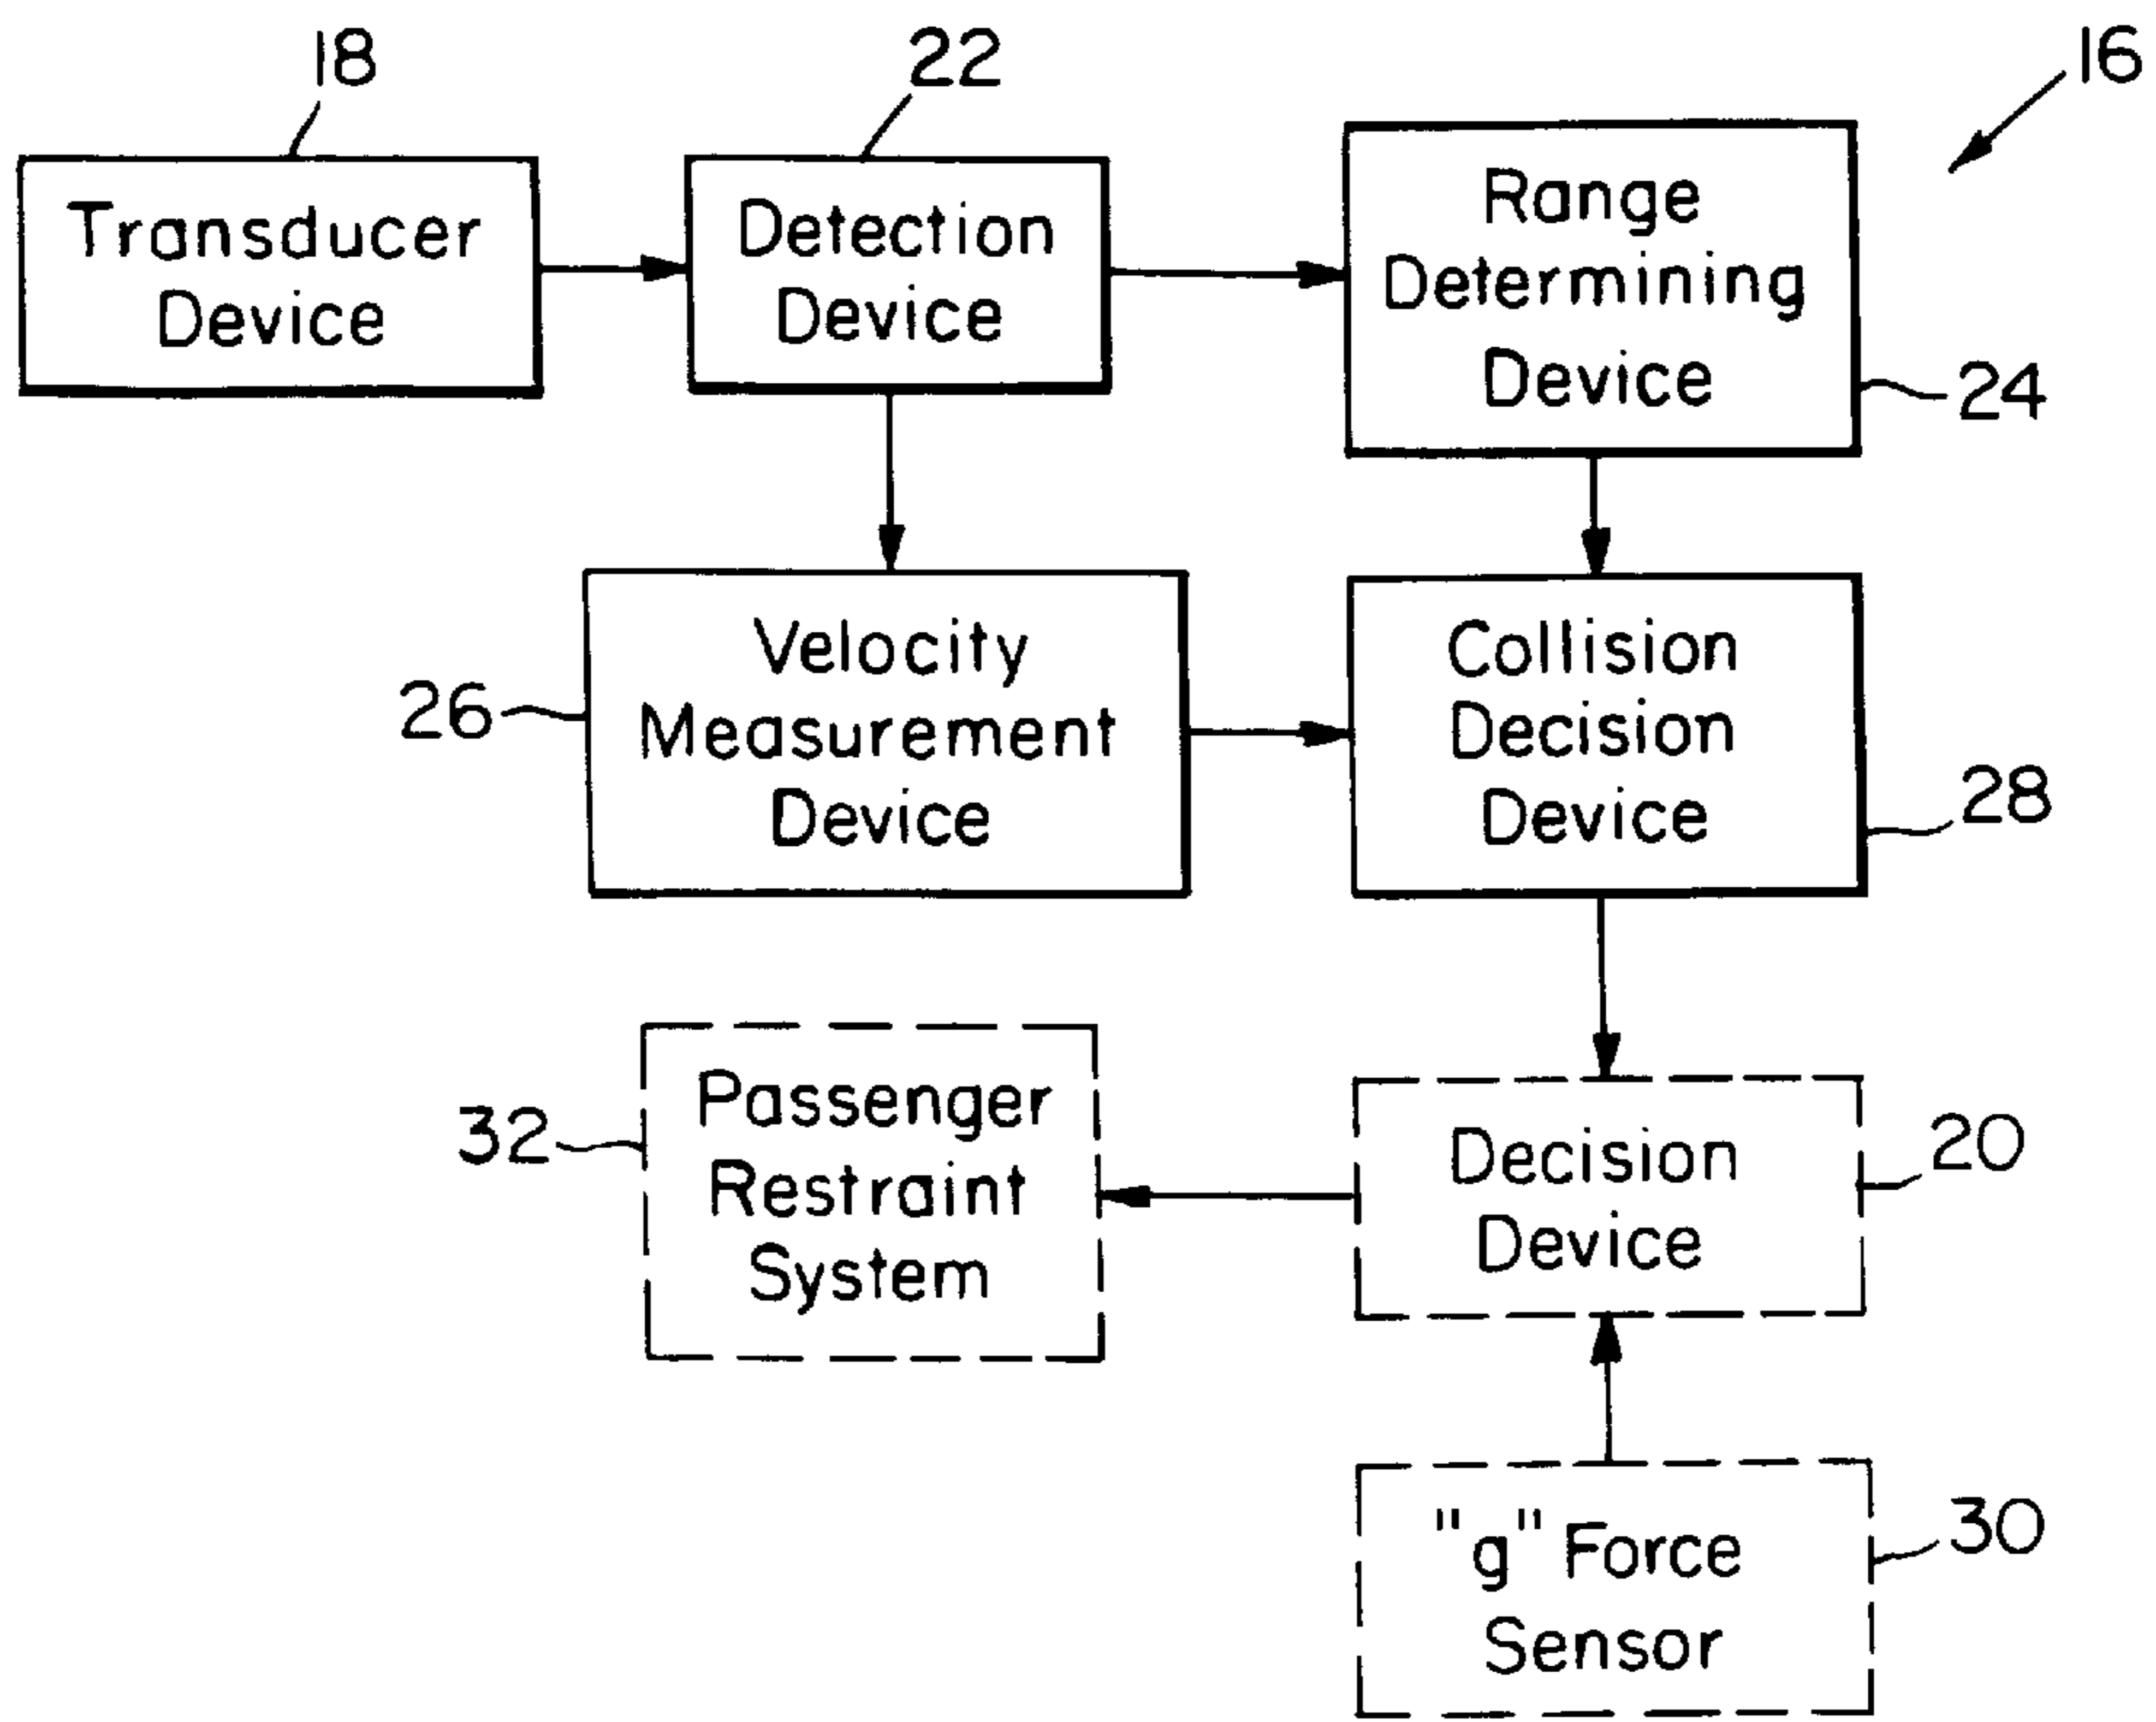 18
22
16
Transducer
Device
Detection
Device
Range
Determining
Device
24
26
Velocity
Measurement
Device
Collision
Decision
Device
28
32
Passenger
Restraint
System
Decision
Device
20
"g" Force
Sensor
30